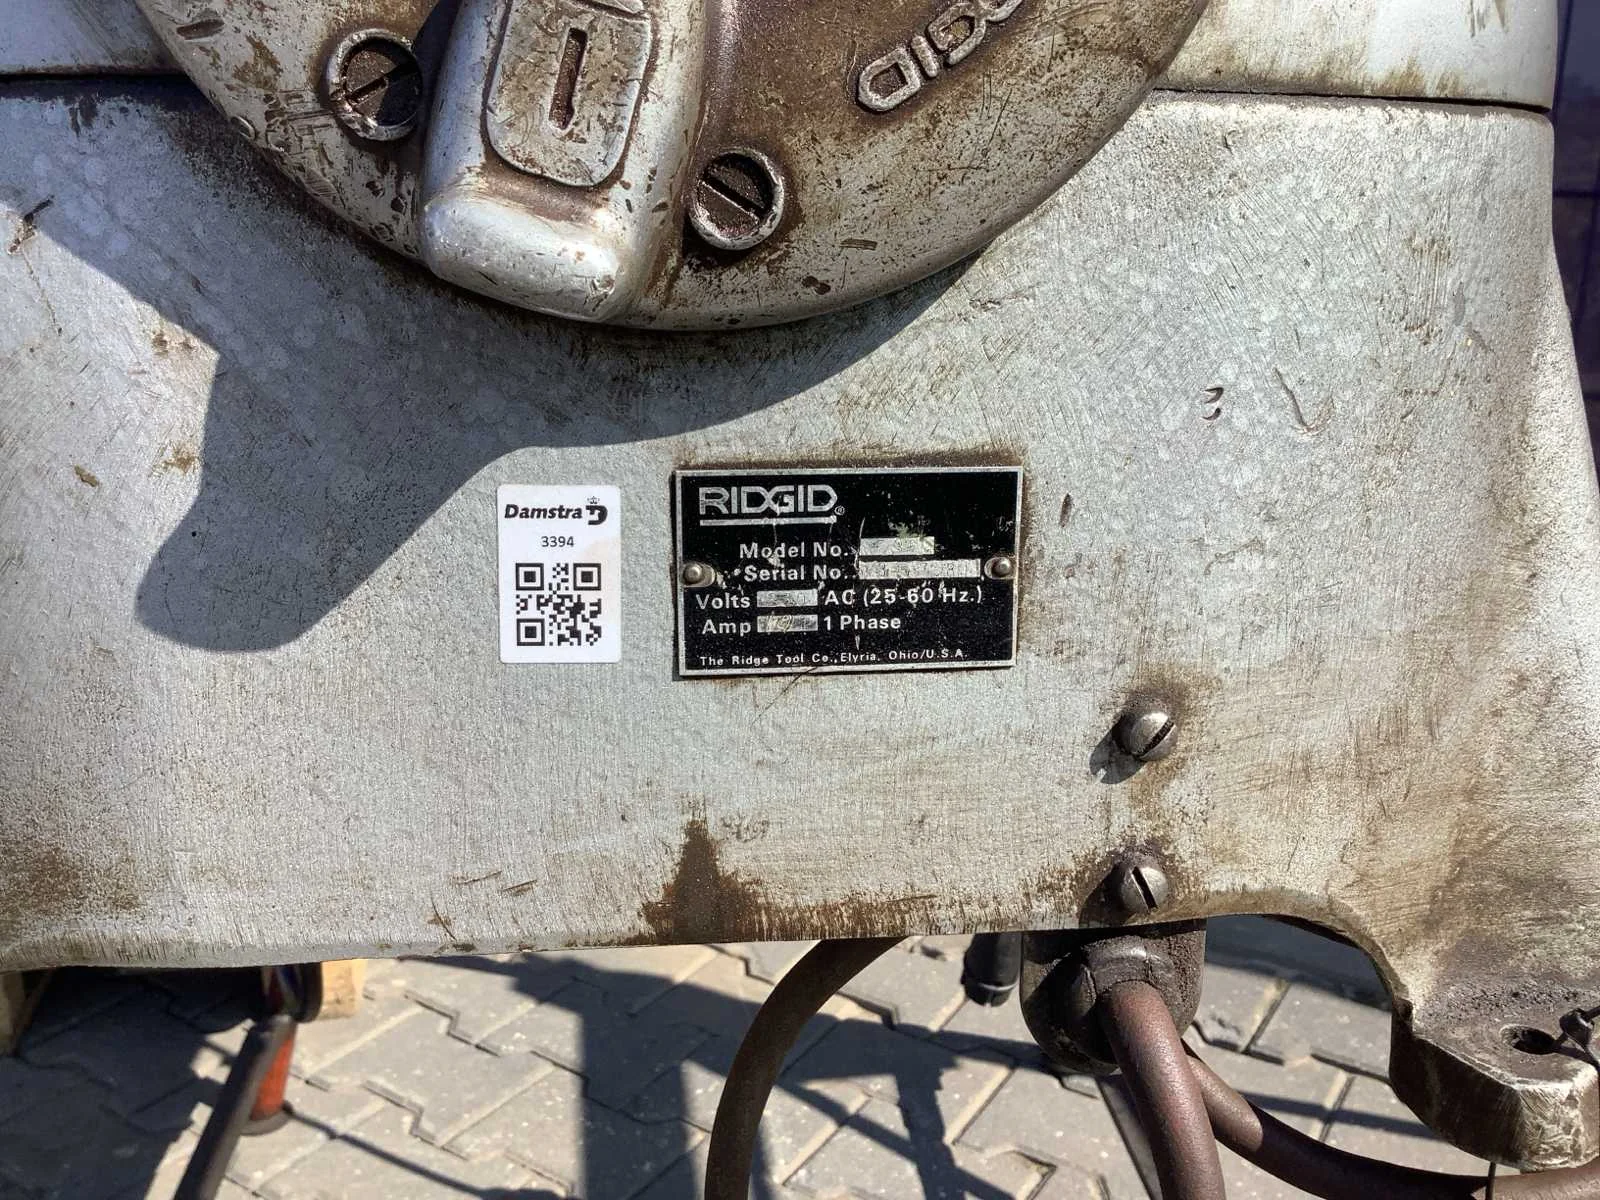 RIDGID
Damstra
3394
RIDGID®
Model No.
Serial No.
Volts AC (25-60 Hz.)
Amp 1 Phase
The Ridge Tool Co., Elyria, Ohio/U.S.A.